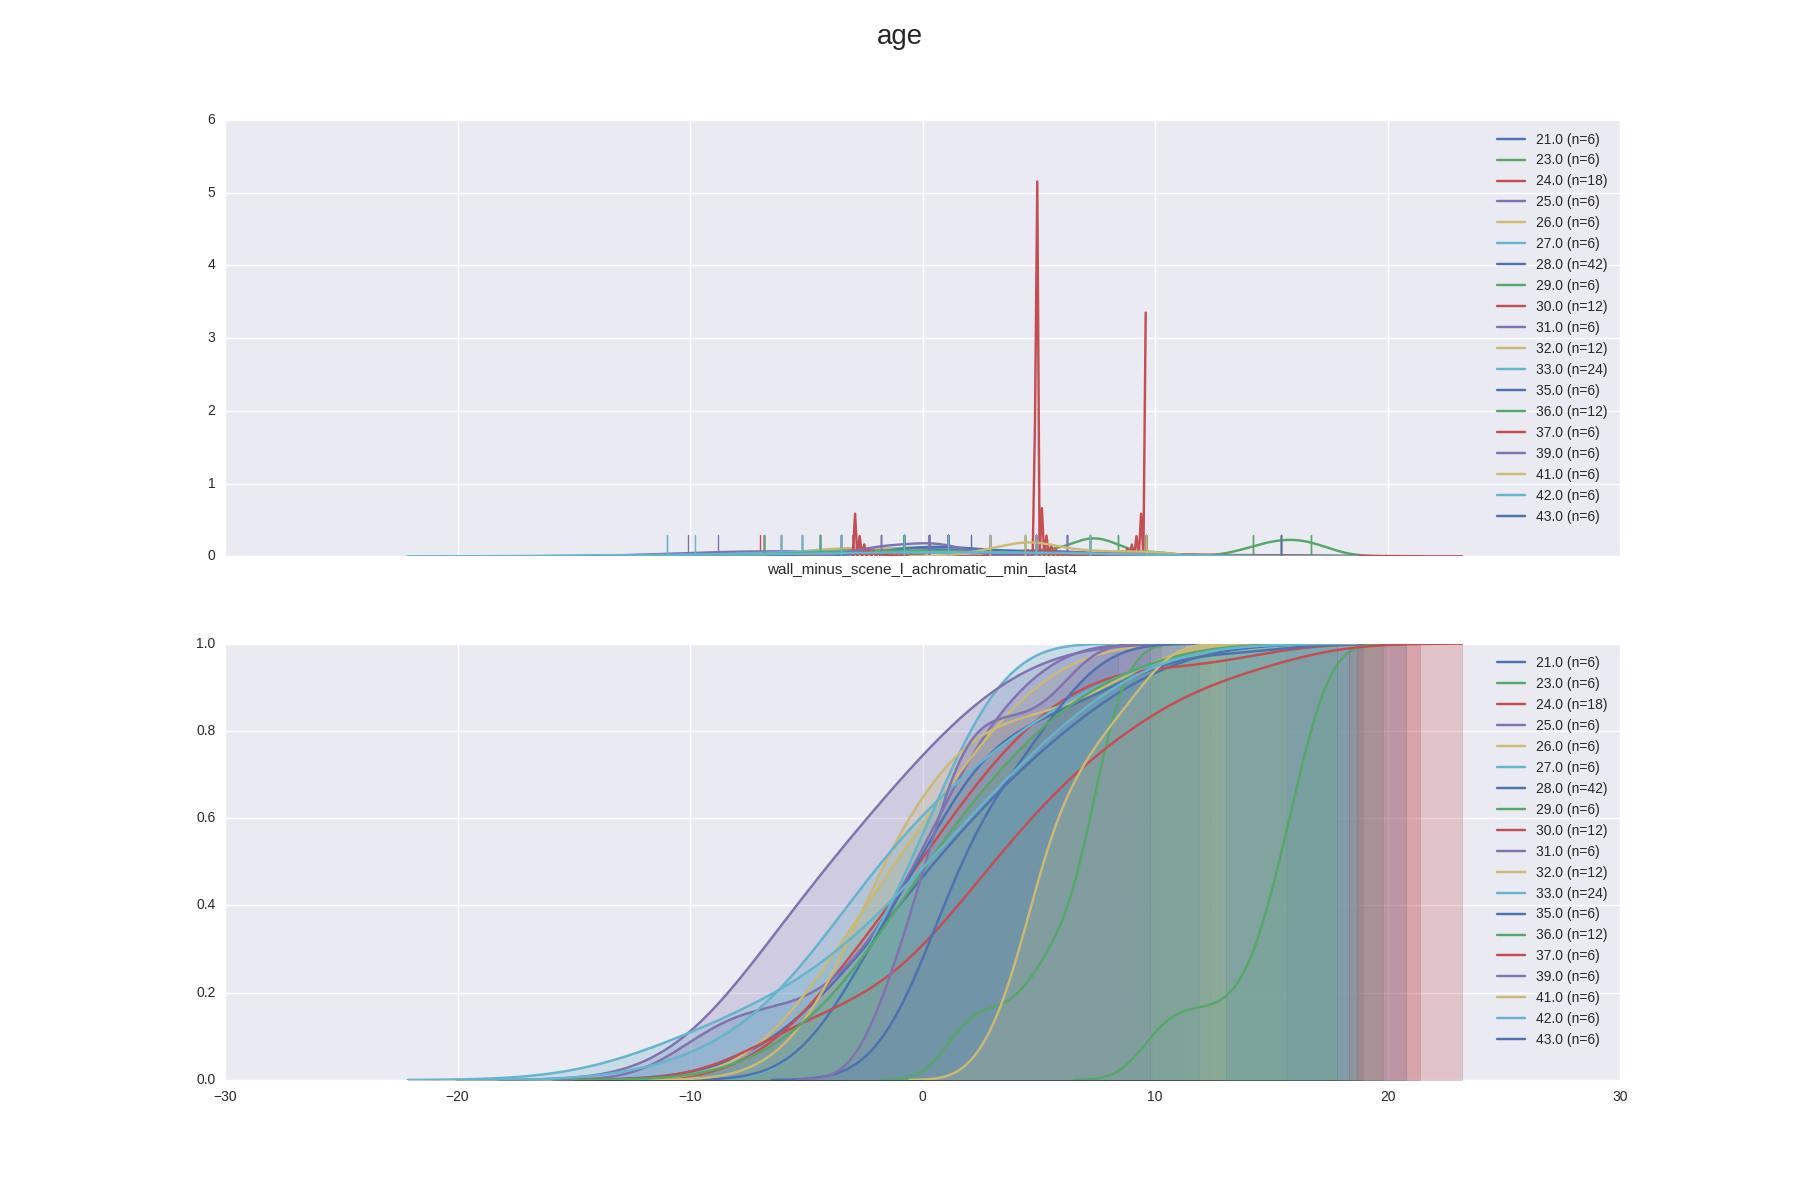 age
6
5
4
3
2
1
0
21.0 (n=6)
23.0 (n=6)
24.0 (n=18)
25.0 (n=6)
26.0 (n=6)
27.0 (n=6)
28.0 (n=42)
29.0 (n=6)
30.0 (n=12)
31.0 (n=6)
32.0 (n=12)
33.0 (n=24)
35.0 (n=6)
36.0 (n=12)
37.0 (n=6)
39.0 (n=6)
41.0 (n=6)
42.0 (n=6)
43.0 (n=6)
wall_minus_scene_l_achromatic__min__last4
1.0
0.8
0.6
0.4
0.2
0.0
21.0 (n=6)
23.0 (n=6)
24.0 (n=18)
25.0 (n=6)
26.0 (n=6)
27.0 (n=6)
28.0 (n=42)
29.0 (n=6)
30.0 (n=12)
31.0 (n=6)
32.0 (n=12)
33.0 (n=24)
35.0 (n=6)
36.0 (n=12)
37.0 (n=6)
39.0 (n=6)
41.0 (n=6)
42.0 (n=6)
43.0 (n=6)
−30 −20 −10 0 10 20 30